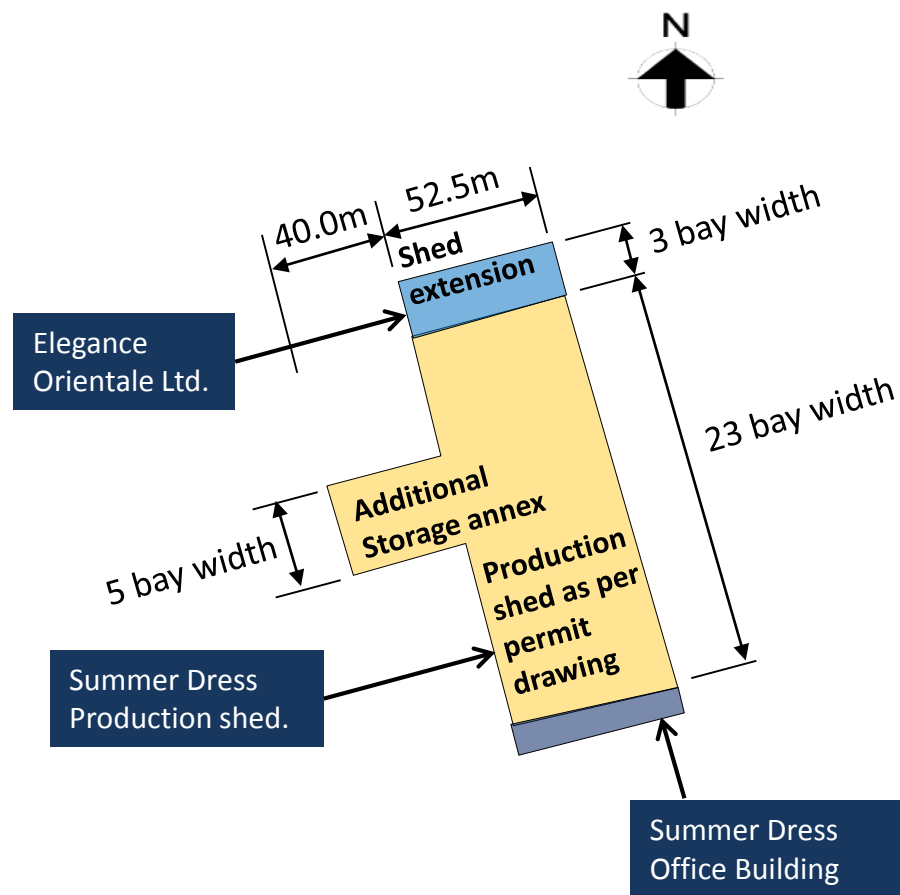 N
52.5m
40.0m
3 bay width
Shed
extension
Elegance
Orientale Ltd.
23 bay width
Additional
Storage annex
5 bay width
Production
shed as per
permit
drawing
Summer Dress
Production shed.
Summer Dress
Office Building